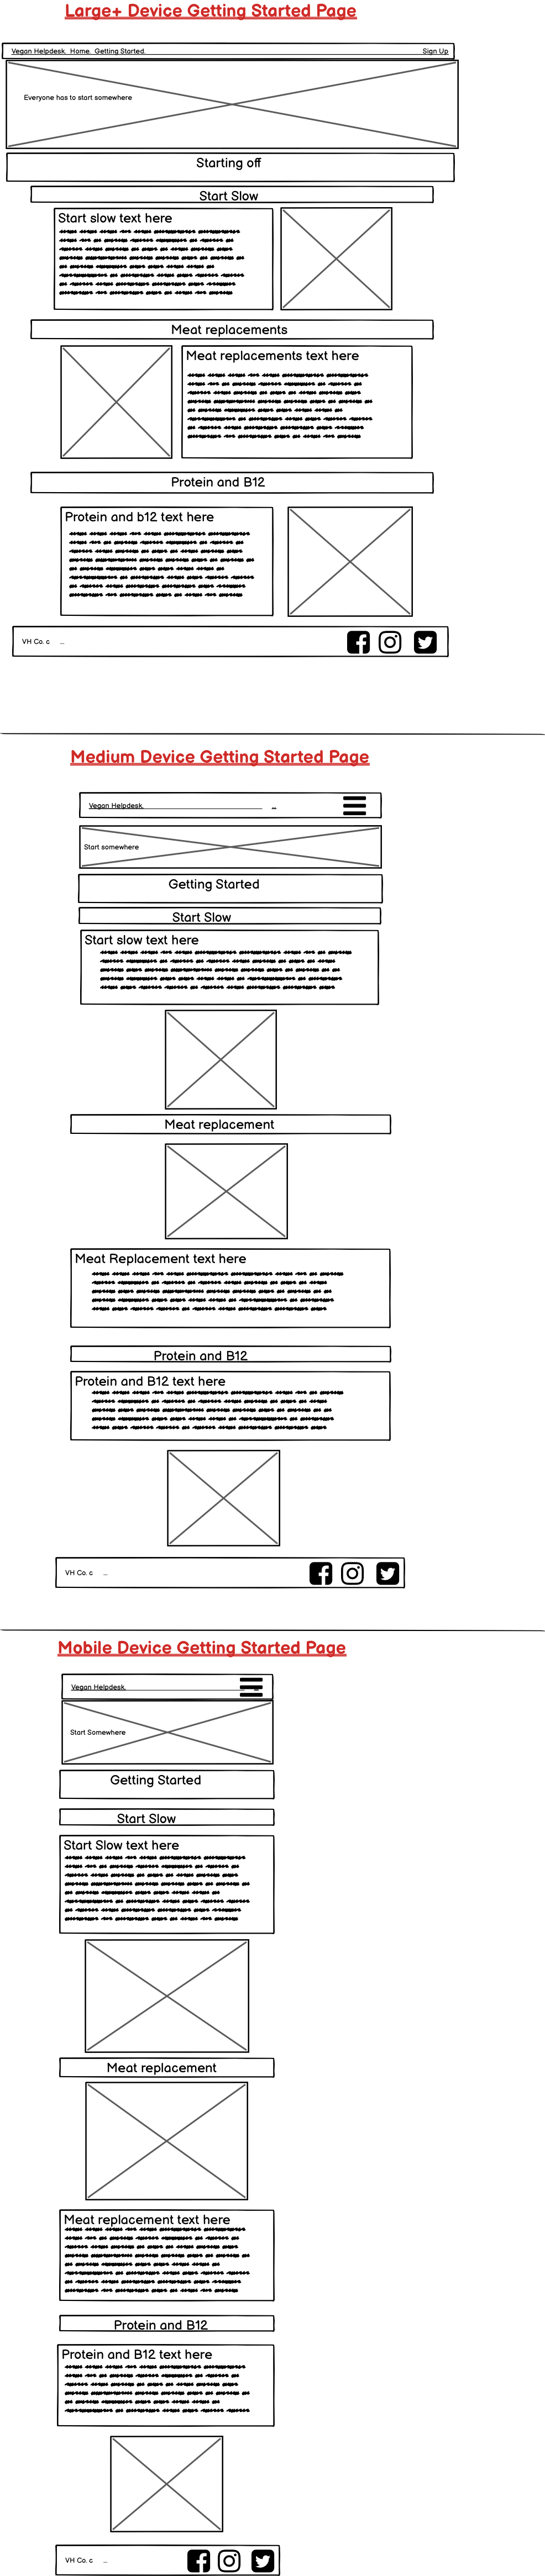 Large+ Device Getting Started Page
Vegan Helpdesk. Home. Getting Started. Sign Up
Everyone has to start somewhere
Starting off
Start Slow
Start slow text here
Meat replacements
Meat replacements text here
Protein and B12
Protein and b12 text here
VH Co. c ...
Medium Device Getting Started Page
Vegan Helpdesk. ...
Start somewhere
Getting Started
Start Slow
Start slow text here
Meat replacement
Meat Replacement text here
Protein and B12
Protein and B12 text here
VH Co. c ...
Mobile Device Getting Started Page
Vegan Helpdesk.
Start Somewhere
Getting Started
Start Slow
Start Slow text here
Meat replacement
Meat replacement text here
Protein and B12
Protein and B12 text here
VH Co. c ...